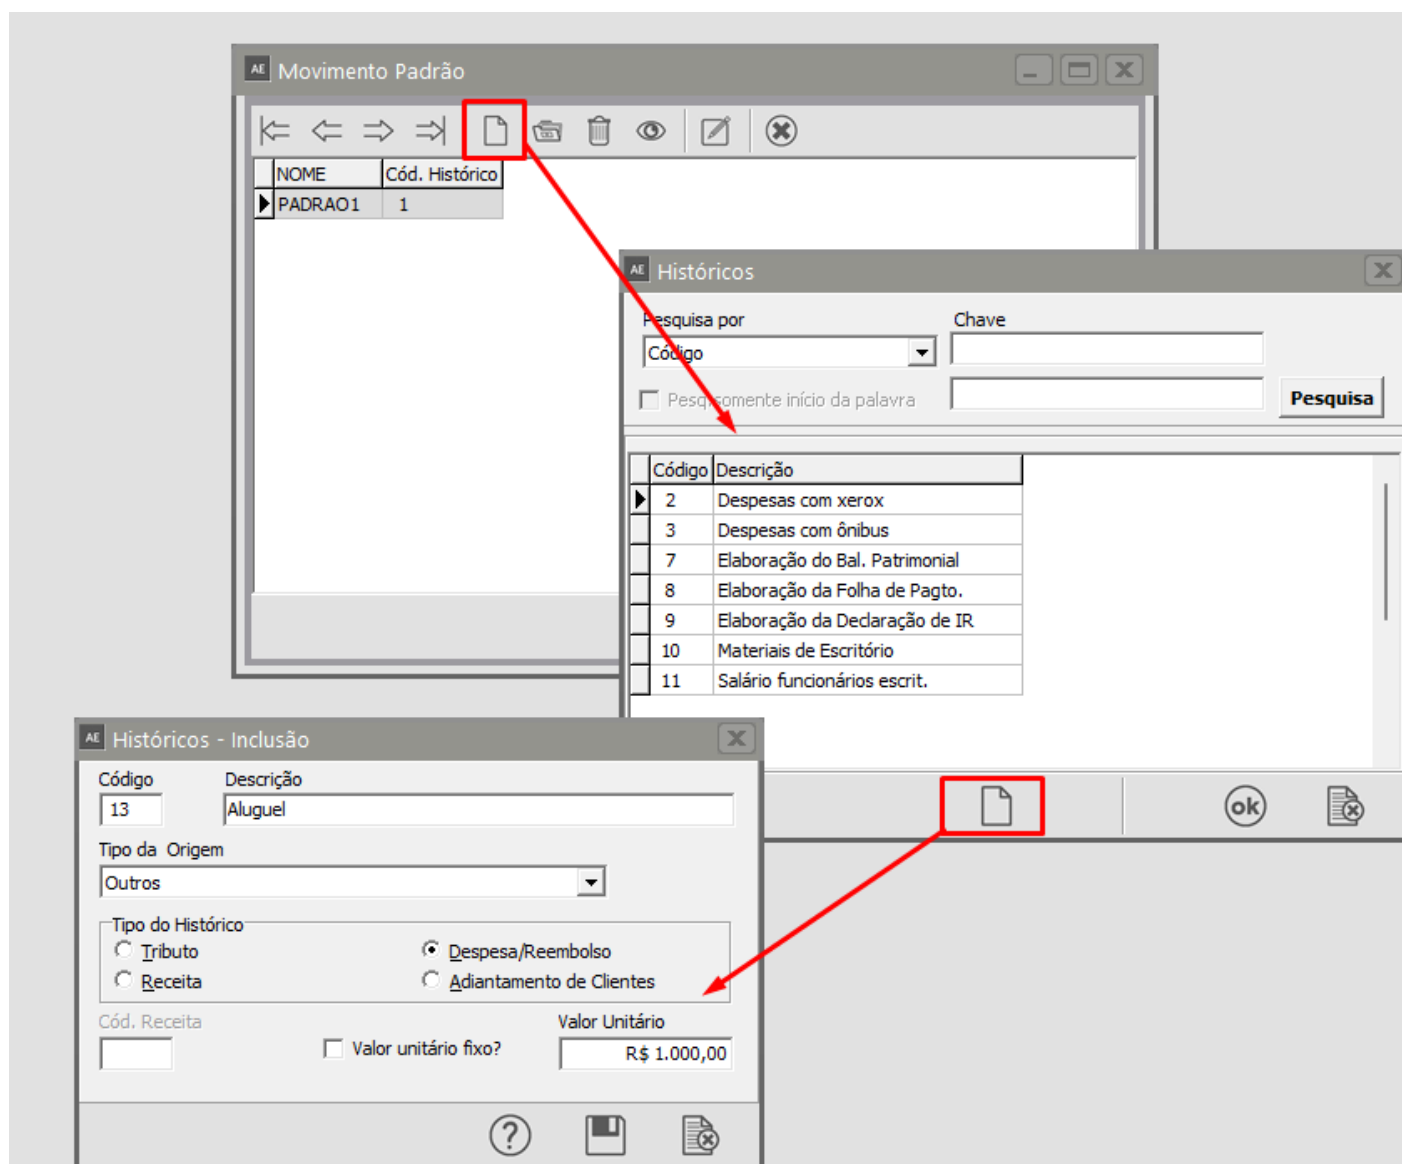 AE Movimento Padrão
NOME Cód. Histórico
PADRAO1 1
AE Históricos
Pesquisa por Chave
Código
Pesq. somente início da palavra Pesquisa
Código Descrição
2 Despesas com xerox
3 Despesas com ônibus
7 Elaboração do Bal. Patrimonial
8 Elaboração da Folha de Pagto.
9 Elaboração da Declaração de IR
10 Materiais de Escritório
11 Salário funcionários escrit.
ok
AE Históricos - Inclusão
Código Descrição
13 Aluguel
Tipo da Origem
Outros
Tipo do Histórico
Tributo Despesa/Reembolso
Receita Adiantamento de Clientes
Cód. Receita Valor Unitário
Valor unitário fixo? R$ 1.000,00
?